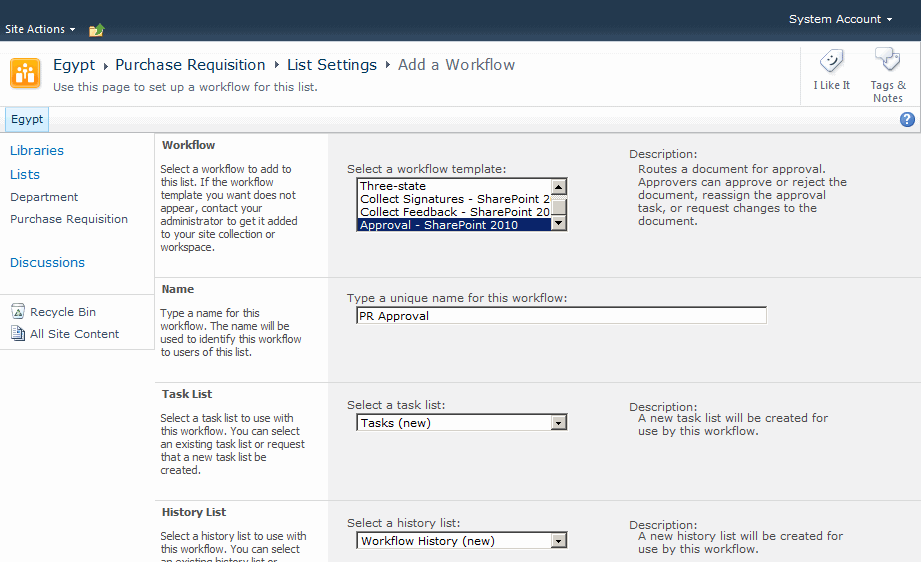 System Account
Site Actions
Egypt Purchase Requisition List Settings Add a Workflow
Use this page to set up a workflow for this list.
I Like It
Tags &
Notes
Egypt
Libraries
Lists
Department
Purchase Requisition
Discussions
Recycle Bin
All Site Content
Workflow
Select a workflow to add to
this list. If the workflow
template you want does not
appear, contact your
administrator to get it added
to your site collection or
workspace.
Select a workflow template:
Three-state
Collect Signatures - SharePoint 2
Collect Feedback - SharePoint 20
Approval - SharePoint 2010
Description:
Routes a document for approval.
Approvers can approve or reject the
document, reassign the approval
task, or request changes to the
document.
Name
Type a name for this
workflow. The name will be
used to identify this workflow
to users of this list.
Type a unique name for this workflow:
PR Approval
Task List
Select a task list to use with
this workflow. You can select
an existing task list or request
that a new task list be
created.
Select a task list:
Tasks (new)
Description:
A new task list will be created for
use by this workflow.
History List
Select a history list to use with
this workflow. You can select
an existing history list or
Select a history list:
Workflow History (new)
Description:
A new history list will be created for
use by this workflow.